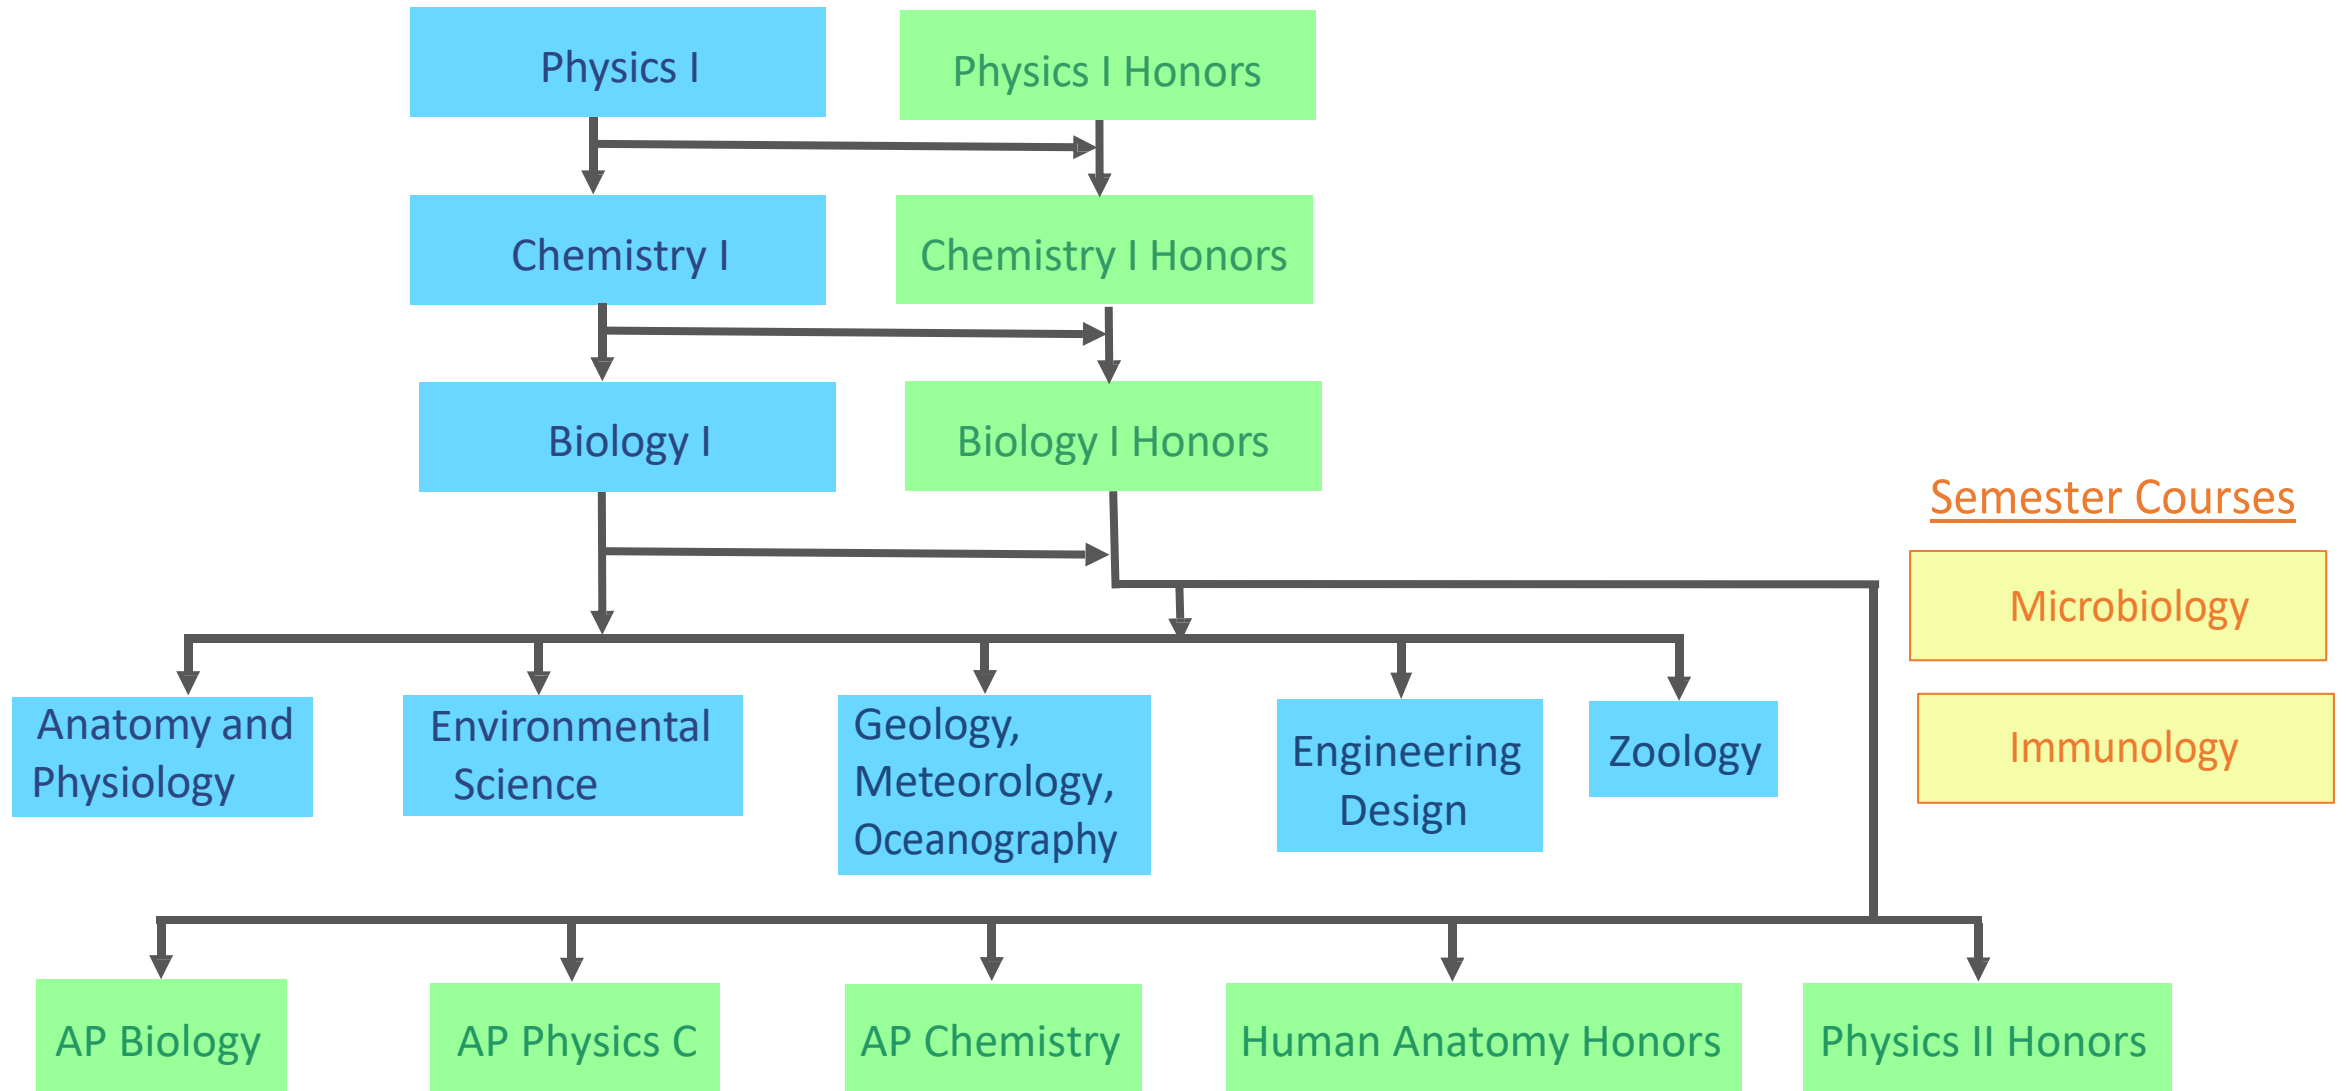 Physics I
Physics I Honors
Chemistry I
Chemistry I Honors
Biology I
Biology I Honors
Semester Courses
Microbiology
Immunology
Anatomy and
Physiology
Environmental
Science
Geology,
Meteorology,
Oceanography
Engineering
Design
Zoology
AP Biology
AP Physics C
AP Chemistry
Human Anatomy Honors
Physics II Honors